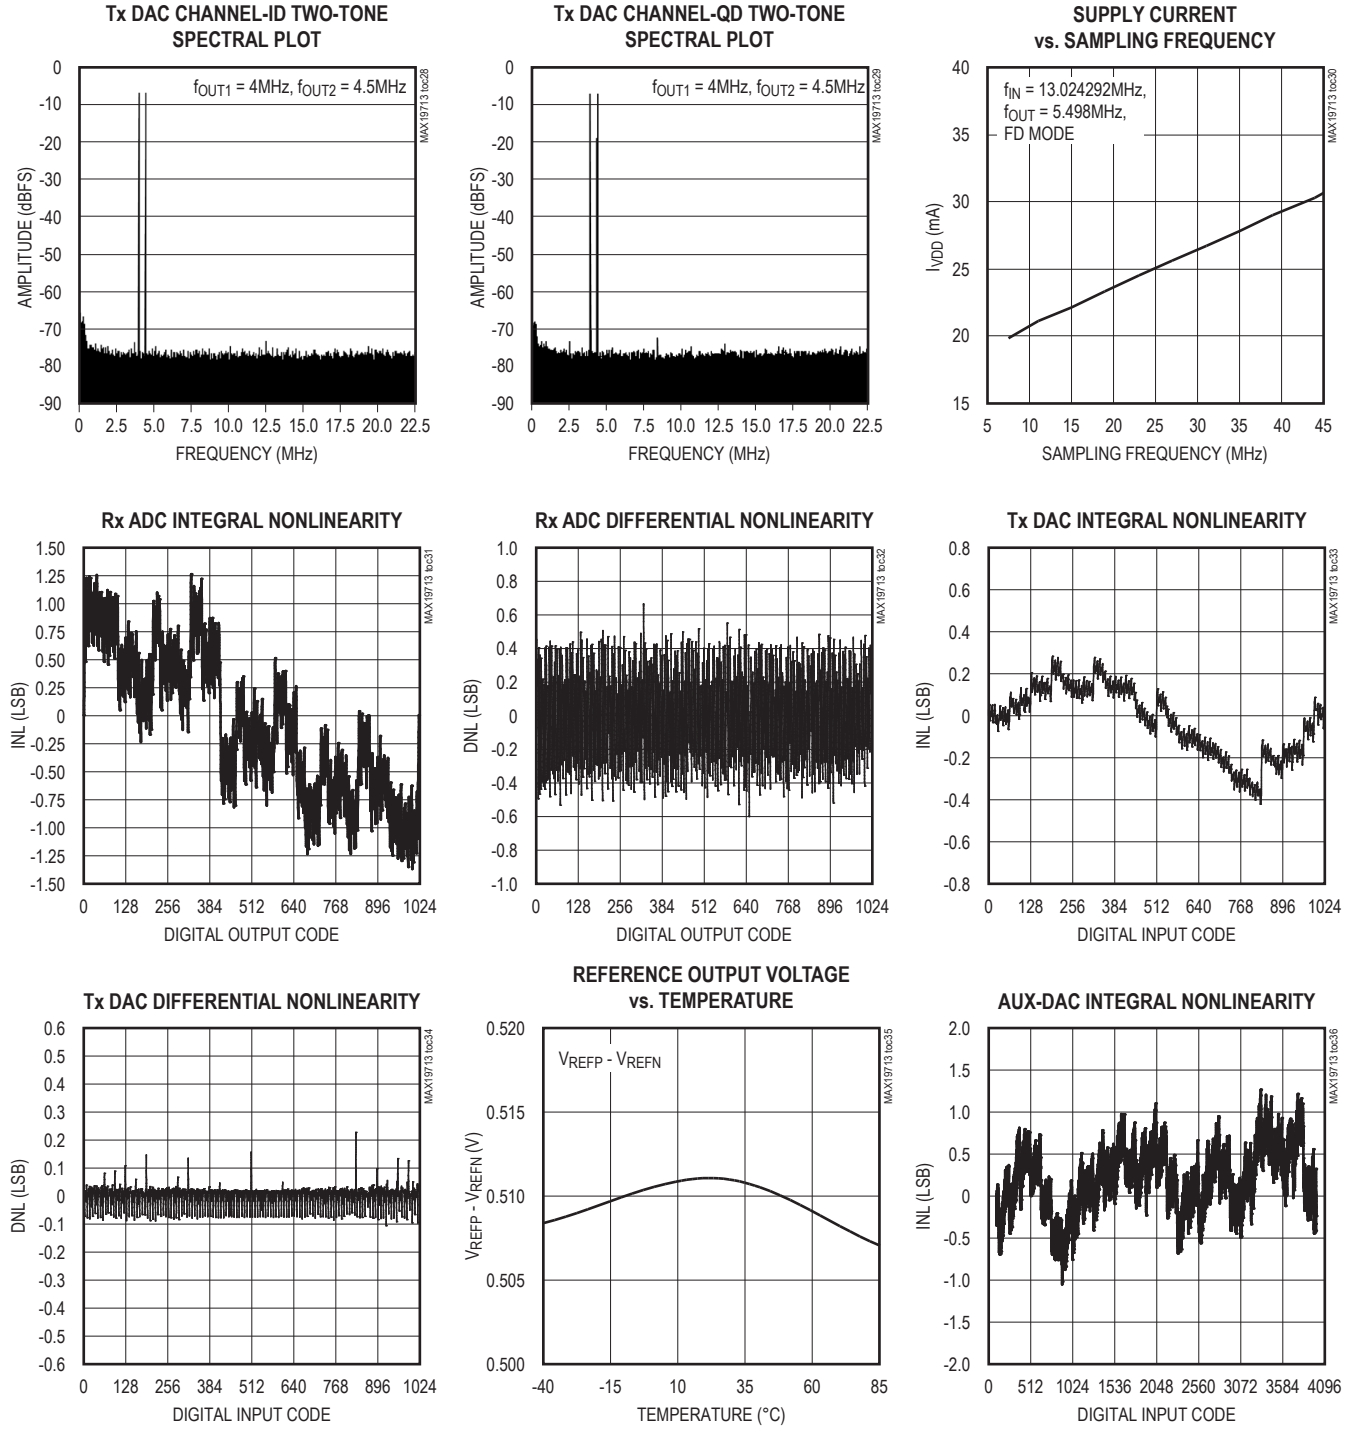 Tx DAC CHANNEL-ID TWO-TONE
SPECTRAL PLOT
fOUT1 = 4MHz, fOUT2 = 4.5MHz
MAX19713 toc28
AMPLITUDE (dBFS)
0
-10
-20
-30
-40
-50
-60
-70
-80
-90
0 2.5 5.0 7.5 10.0 12.5 15.0 17.5 20.0 22.5
FREQUENCY (MHz)
Tx DAC CHANNEL-QD TWO-TONE
SPECTRAL PLOT
fOUT1 = 4MHz, fOUT2 = 4.5MHz
MAX19713 toc29
AMPLITUDE (dBFS)
0
-10
-20
-30
-40
-50
-60
-70
-80
-90
0 2.5 5.0 7.5 10.0 12.5 15.0 17.5 20.0 22.5
FREQUENCY (MHz)
SUPPLY CURRENT
vs. SAMPLING FREQUENCY
fIN = 13.024292MHz,
fOUT = 5.498MHz,
FD MODE
MAX19713 toc30
IVDD (mA)
40
35
30
25
20
15
5 10 15 20 25 30 35 40 45
SAMPLING FREQUENCY (MHz)
Rx ADC INTEGRAL NONLINEARITY
MAX19713 toc31
INL (LSB)
1.50
1.25
1.00
0.75
0.50
0.25
0
-0.25
-0.50
-0.75
-1.00
-1.25
-1.50
0 128 256 384 512 640 768 896 1024
DIGITAL OUTPUT CODE
Rx ADC DIFFERENTIAL NONLINEARITY
MAX19713 toc32
DNL (LSB)
1.0
0.8
0.6
0.4
0.2
0
-0.2
-0.4
-0.6
-0.8
-1.0
0 128 256 384 512 640 768 896 1024
DIGITAL OUTPUT CODE
Tx DAC INTEGRAL NONLINEARITY
MAX19713 toc33
INL (LSB)
0.8
0.6
0.4
0.2
0
-0.2
-0.4
-0.6
-0.8
0 128 256 384 512 640 768 896 1024
DIGITAL INPUT CODE
Tx DAC DIFFERENTIAL NONLINEARITY
MAX19713 toc34
DNL (LSB)
0.6
0.5
0.4
0.3
0.2
0.1
0
-0.1
-0.2
-0.3
-0.4
-0.5
-0.6
0 128 256 384 512 640 768 896 1024
DIGITAL INPUT CODE
REFERENCE OUTPUT VOLTAGE
vs. TEMPERATURE
VREFP - VREFN
MAX19713 toc35
VREFP - VREFN (V)
0.520
0.515
0.510
0.505
0.500
-40 -15 10 35 60 85
TEMPERATURE (°C)
AUX-DAC INTEGRAL NONLINEARITY
MAX19713 toc36
INL (LSB)
2.0
1.5
1.0
0.5
0
-0.5
-1.0
-1.5
-2.0
0 512 1024 1536 2048 2560 3072 3584 4096
DIGITAL INPUT CODE